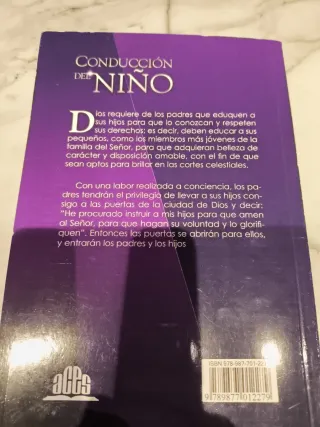 CONDUCCIÓN
DEL NIÑO
Dios requiere de los padres que eduquen a
sus hijos para que lo conozcan y respeten
sus derechos; es decir, deben educar a sus
pequeños, como los miembros más jóvenes de la
familia del Señor, para que adquieran belleza de
carácter y disposición amable, con el fin de que
sean aptos para brillar en las cortes celestiales.
Con una labor realizada a conciencia, los pa-
dres tendrán el privilegio de llevar a sus hijos con-
sigo a las puertas de la ciudad de Dios y decir:
"He procurado instruir a mis hijos para que amen
al Señor, para que hagan su voluntad y lo glorifi-
quen". Entonces las puertas se abrirán para ellos,
y entrarán los padres y los hijos
aces
9789877012279